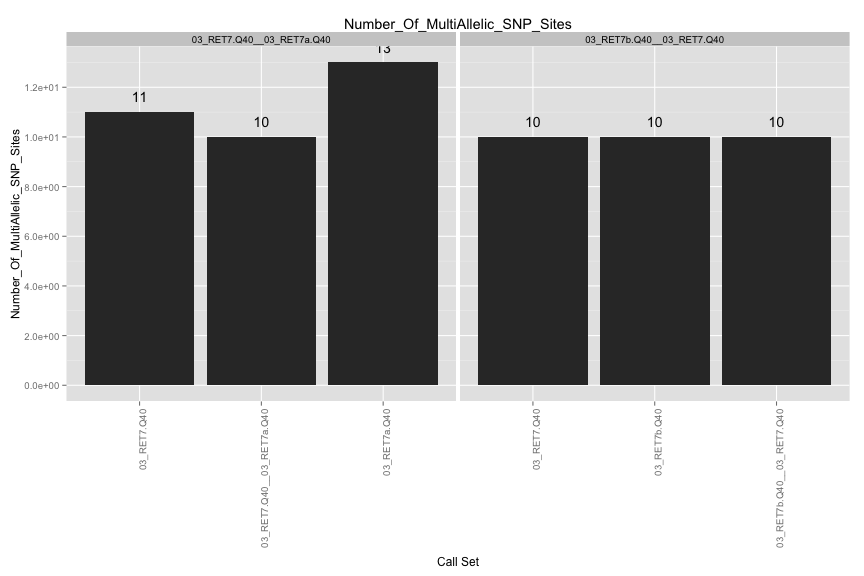 Number_Of_MultiAllelic_SNP_Sites
03_RET7.Q40__03_RET7a.Q40
03_RET7b.Q40__03_RET7.Q40
Number_Of_MultiAllelic_SNP_Sites
1.2e+01
1.0e+01
8.0e+00
6.0e+00
4.0e+00
2.0e+00
0.0e+00
11
10
13
10
10
10
03_RET7.Q40
03_RET7.Q40__03_RET7a.Q40
03_RET7a.Q40
03_RET7.Q40
03_RET7b.Q40
03_RET7b.Q40__03_RET7.Q40
Call Set